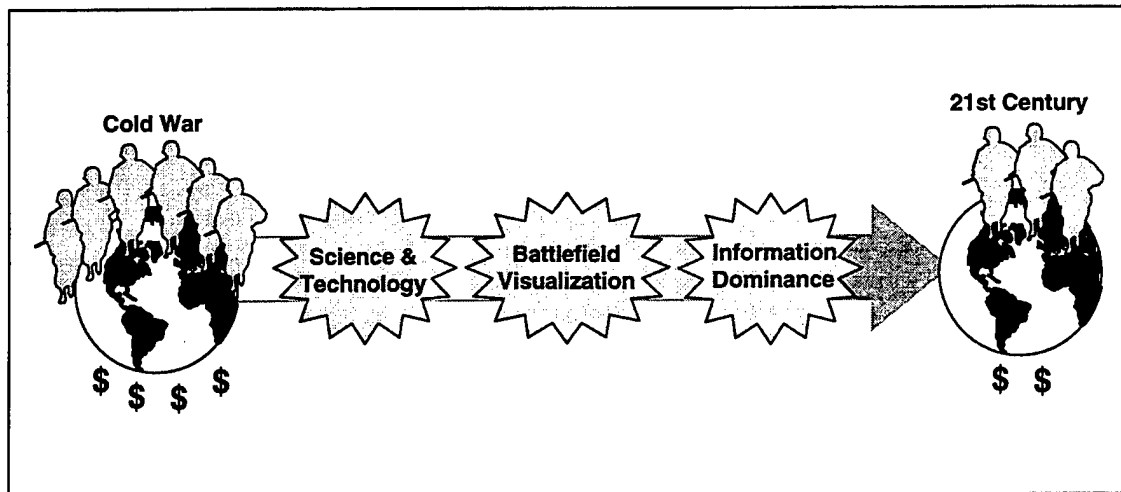 Cold War
21st Century
Science &
Technology
Battlefield
Visualization
Information
Dominance
$ $ $ $
$ $